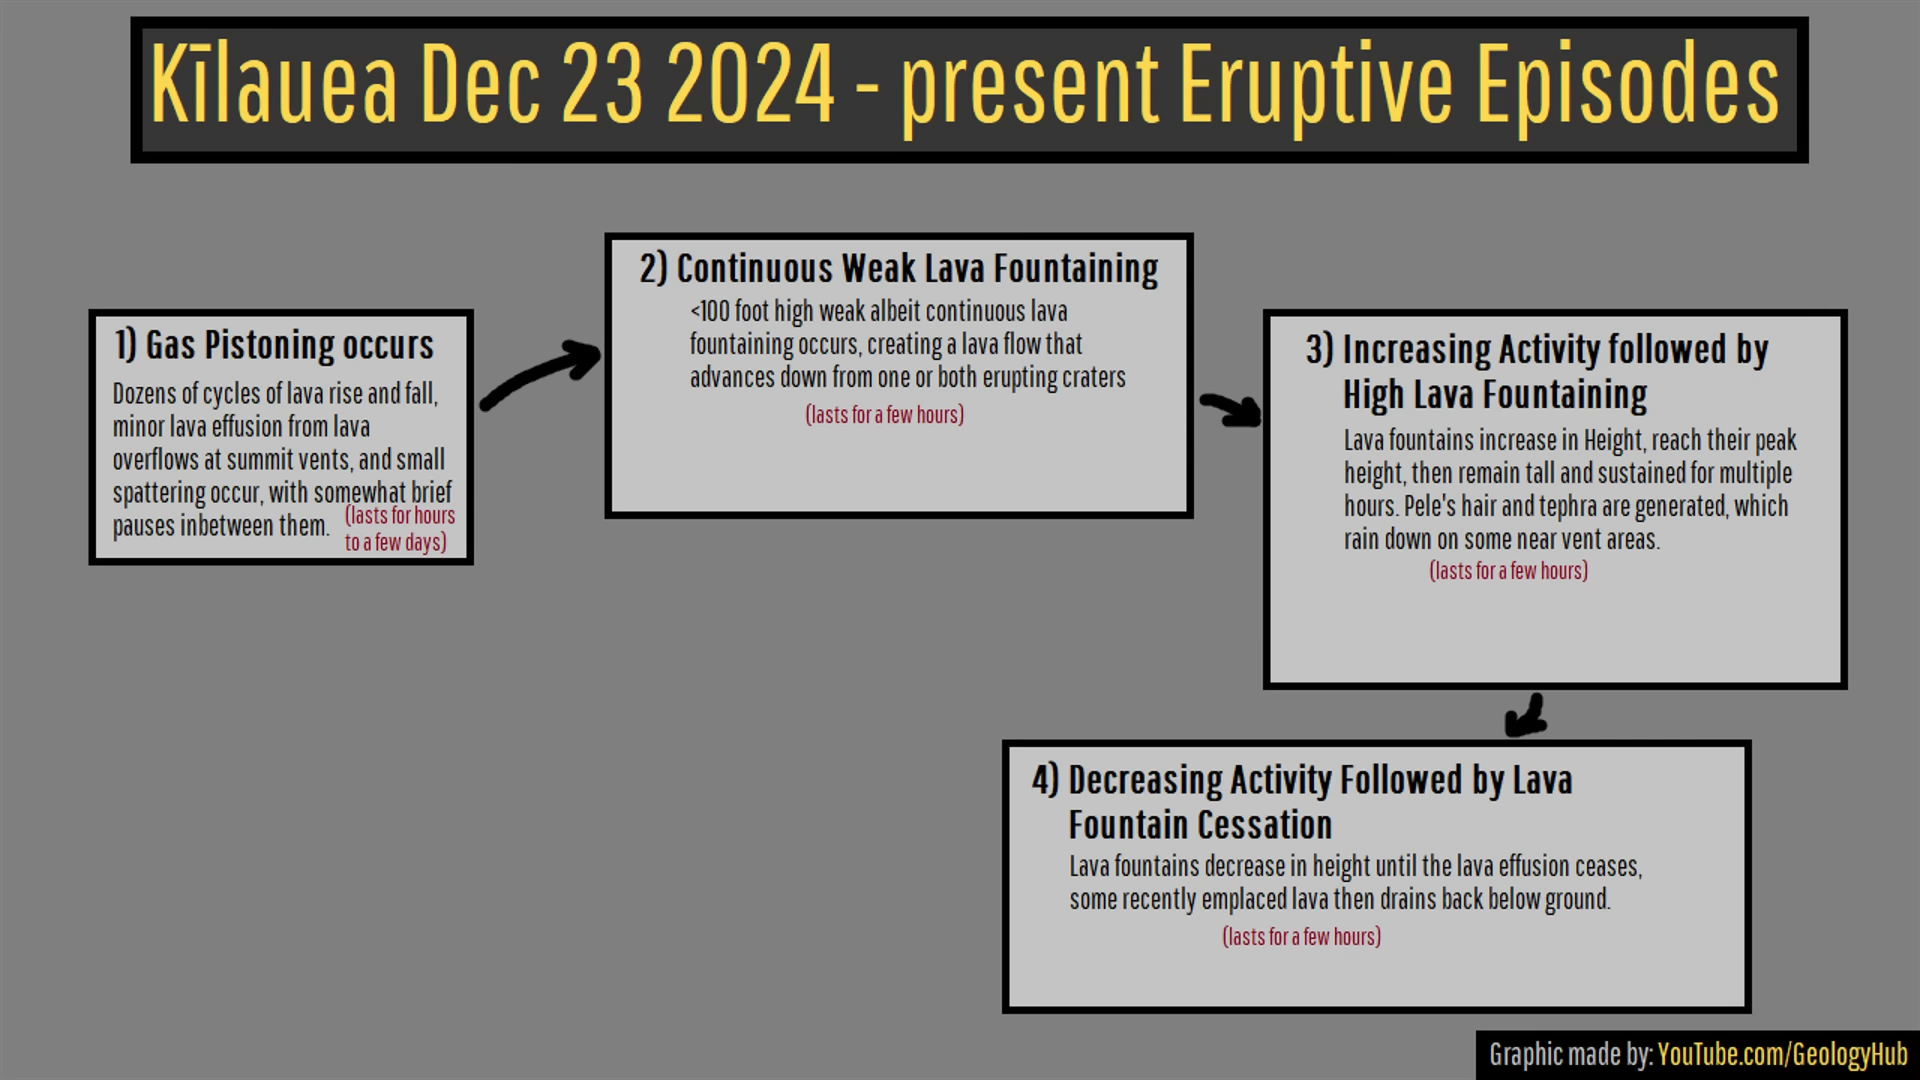 Kīlauea Dec 23 2024 - present Eruptive Episodes
1) Gas Pistoning occurs
Dozens of cycles of lava rise and fall,
minor lava effusion from lava
overflows at summit vents, and small
spattering occur, with somewhat brief
pauses inbetween them.
(lasts for hours
to a few days)
2) Continuous Weak Lava Fountaining
<100 foot high weak albeit continuous lava
fountaining occurs, creating a lava flow that
advances down from one or both erupting craters
(lasts for a few hours)
3) Increasing Activity followed by
High Lava Fountaining
Lava fountains increase in Height, reach their peak
height, then remain tall and sustained for multiple
hours. Pele's hair and tephra are generated, which
rain down on some near vent areas.
(lasts for a few hours)
4) Decreasing Activity Followed by Lava
Fountain Cessation
Lava fountains decrease in height until the lava effusion ceases,
some recently emplaced lava then drains back below ground.
(lasts for a few hours)
Graphic made by: YouTube.com/GeologyHub